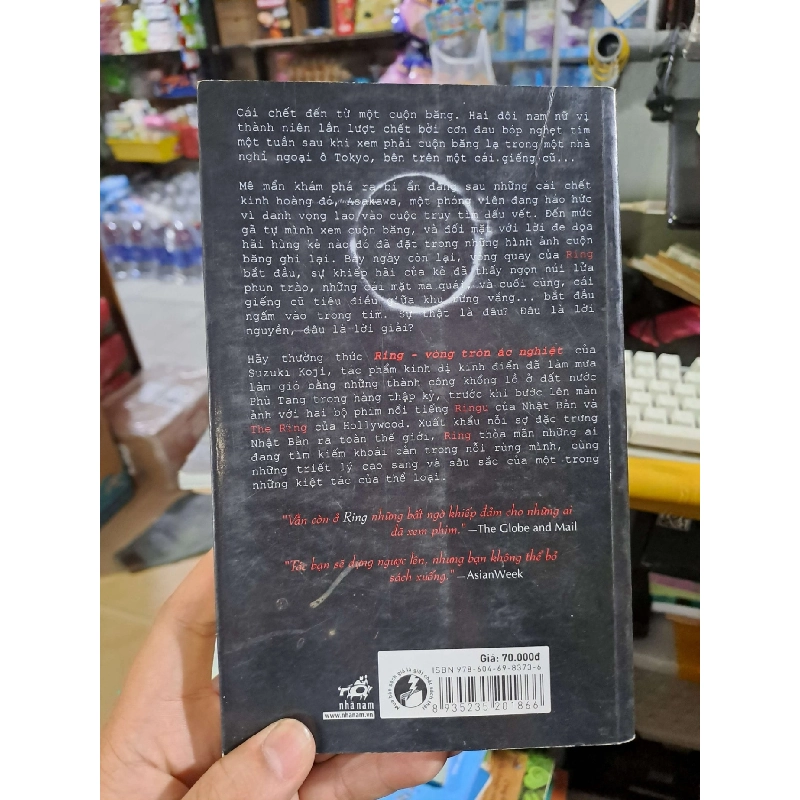 Cái chết đến từ một cuộn băng. Hai đôi nam nữ vị
thành niên lần lượt chết bởi cơn đau bóp nghẹt tim
một tuần sau khi xem phải cuộn băng lạ trong một nhà
nghỉ ngoại ô Tokyo, bên trên một cái giếng cũ...
Mê mẩn khám phá ra bí ẩn đằng sau những cái chết
kinh hoàng đó, Asakawa, một phóng viên đang háo hức
vì danh vọng lao vào cuộc truy tìm dấu vết. Đến mức
gã tự mình xem cuộn băng, và đối mặt với lời đe dọa
hãi hùng kẻ nào đó đã đặt trong những hình ảnh cuộn
băng ghi lại. Bảy ngày còn lại, vòng quay của Ring
bắt đầu, sự khiếp hãi của kẻ đã thấy ngọn núi lửa
phun trào, những cái mặt ma quái, và cuối cùng, cái
giếng cũ tiêu điều giữa khu rừng vắng... bắt đầu
ngấm vào trong tim. Sự thật là đâu? Đâu là lời
nguyền, đâu là lời giải?
Hãy thưởng thức Ring - vòng tròn ác nghiệt của
Suzuki Koji, tác phẩm kinh dị kinh điển đã làm mưa
làm gió bằng những thành công khổng lồ ở đất nước
Phù Tang trong hàng thập kỷ, trước khi bước lên màn
ảnh với hai bộ phim nổi tiếng Ringu của Nhật Bản và
The Ring của Hollywood. Xuất khẩu nỗi sợ đặc trưng
Nhật Bản ra toàn thế giới, Ring thỏa mãn những ai
đang tìm kiếm khoái cảm trong nỗi rùng mình, cùng
những triết lý cao sang và sâu sắc của một trong
những kiệt tác của thể loại.
"Vẫn còn ở Ring những bất ngờ khiếp đảm cho những ai
đã xem phim." —The Globe and Mail
"Tóc bạn sẽ dựng ngược lên, nhưng bạn không thể bỏ
sách xuống." —AsianWeek
Giá: 70.000đ
ISBN 978-604-69-8373-6
8 935235 201866
nhã nam
www.nhanam.vn